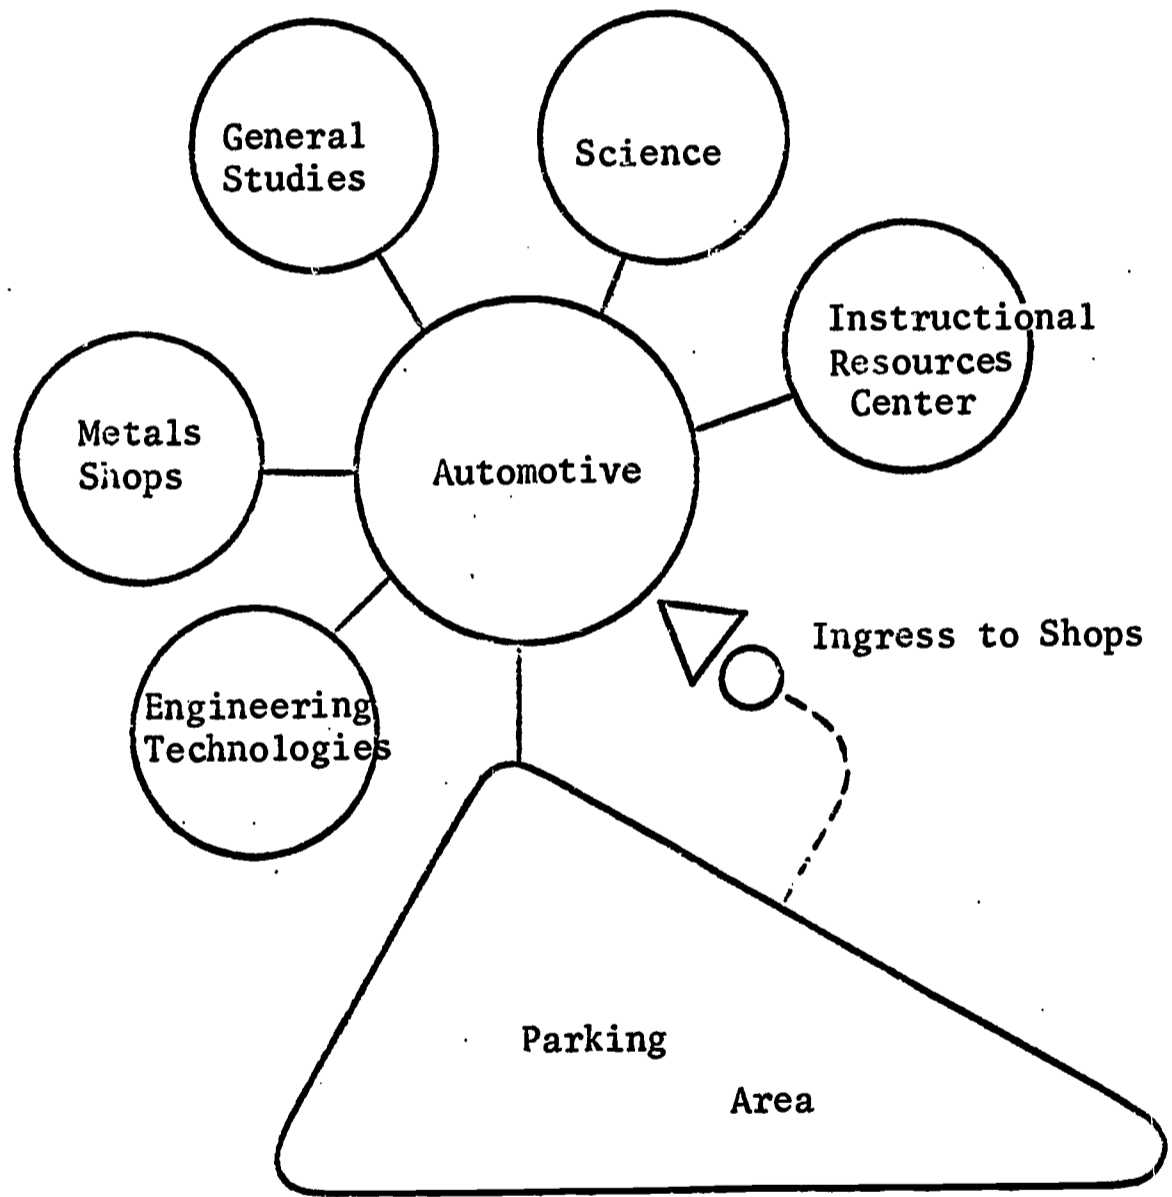 General
Studies
Science
Instructional
Resources
Center
Metals
Shops
Automotive
Ingress to Shops
Engineering
Technologies
Parking
Area